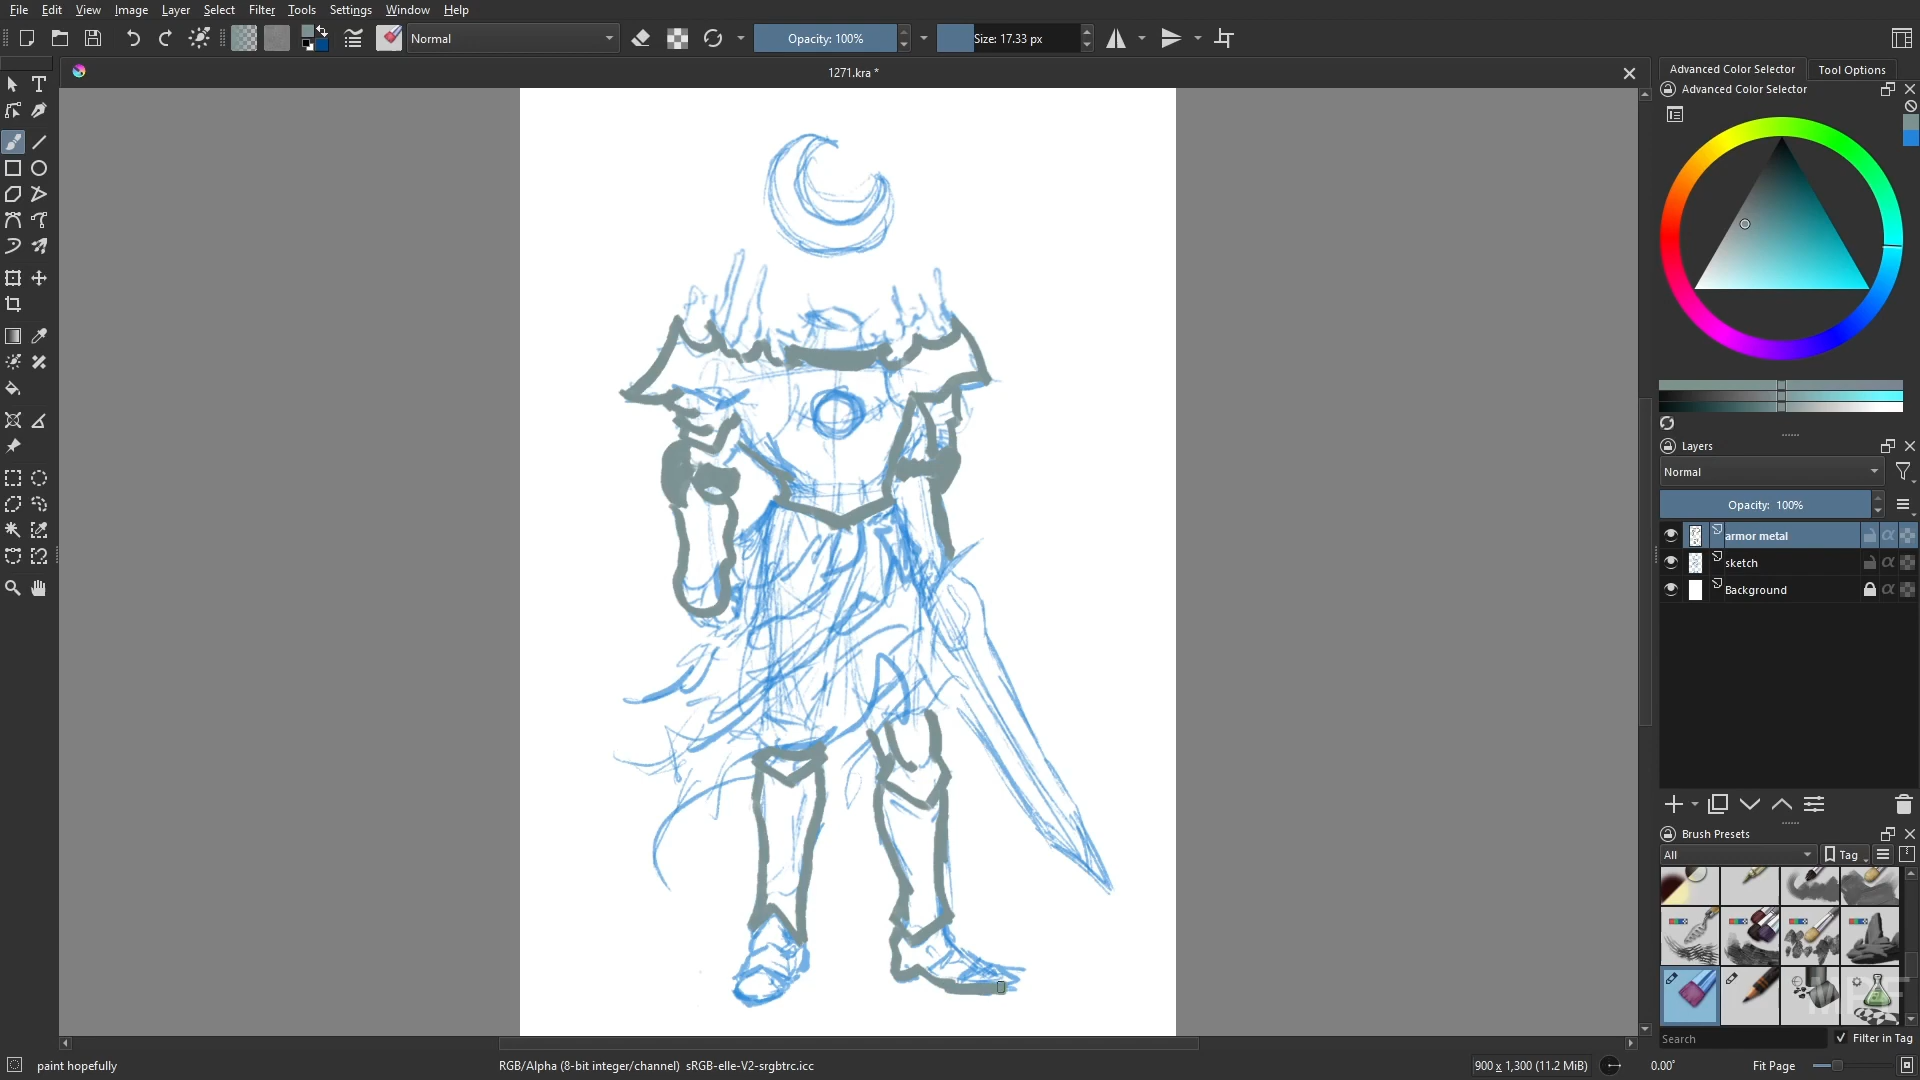 File Edit View Image Layer Select Filter Tools Settings Window Help
Normal Opacity: 100% Size: 17.33 px
1271.kra *
Advanced Color Selector Tool Options
Advanced Color Selector
Layers
Normal
Opacity: 100%
armor metal
sketch
Background
Brush Presets
All Tag
Search Filter in Tag
paint hopefully RGB/Alpha (8-bit integer/channel) sRGB-elle-V2-srgbtrc.icc 900 x 1,300 (11.2 MiB) 0.00° Fit Page